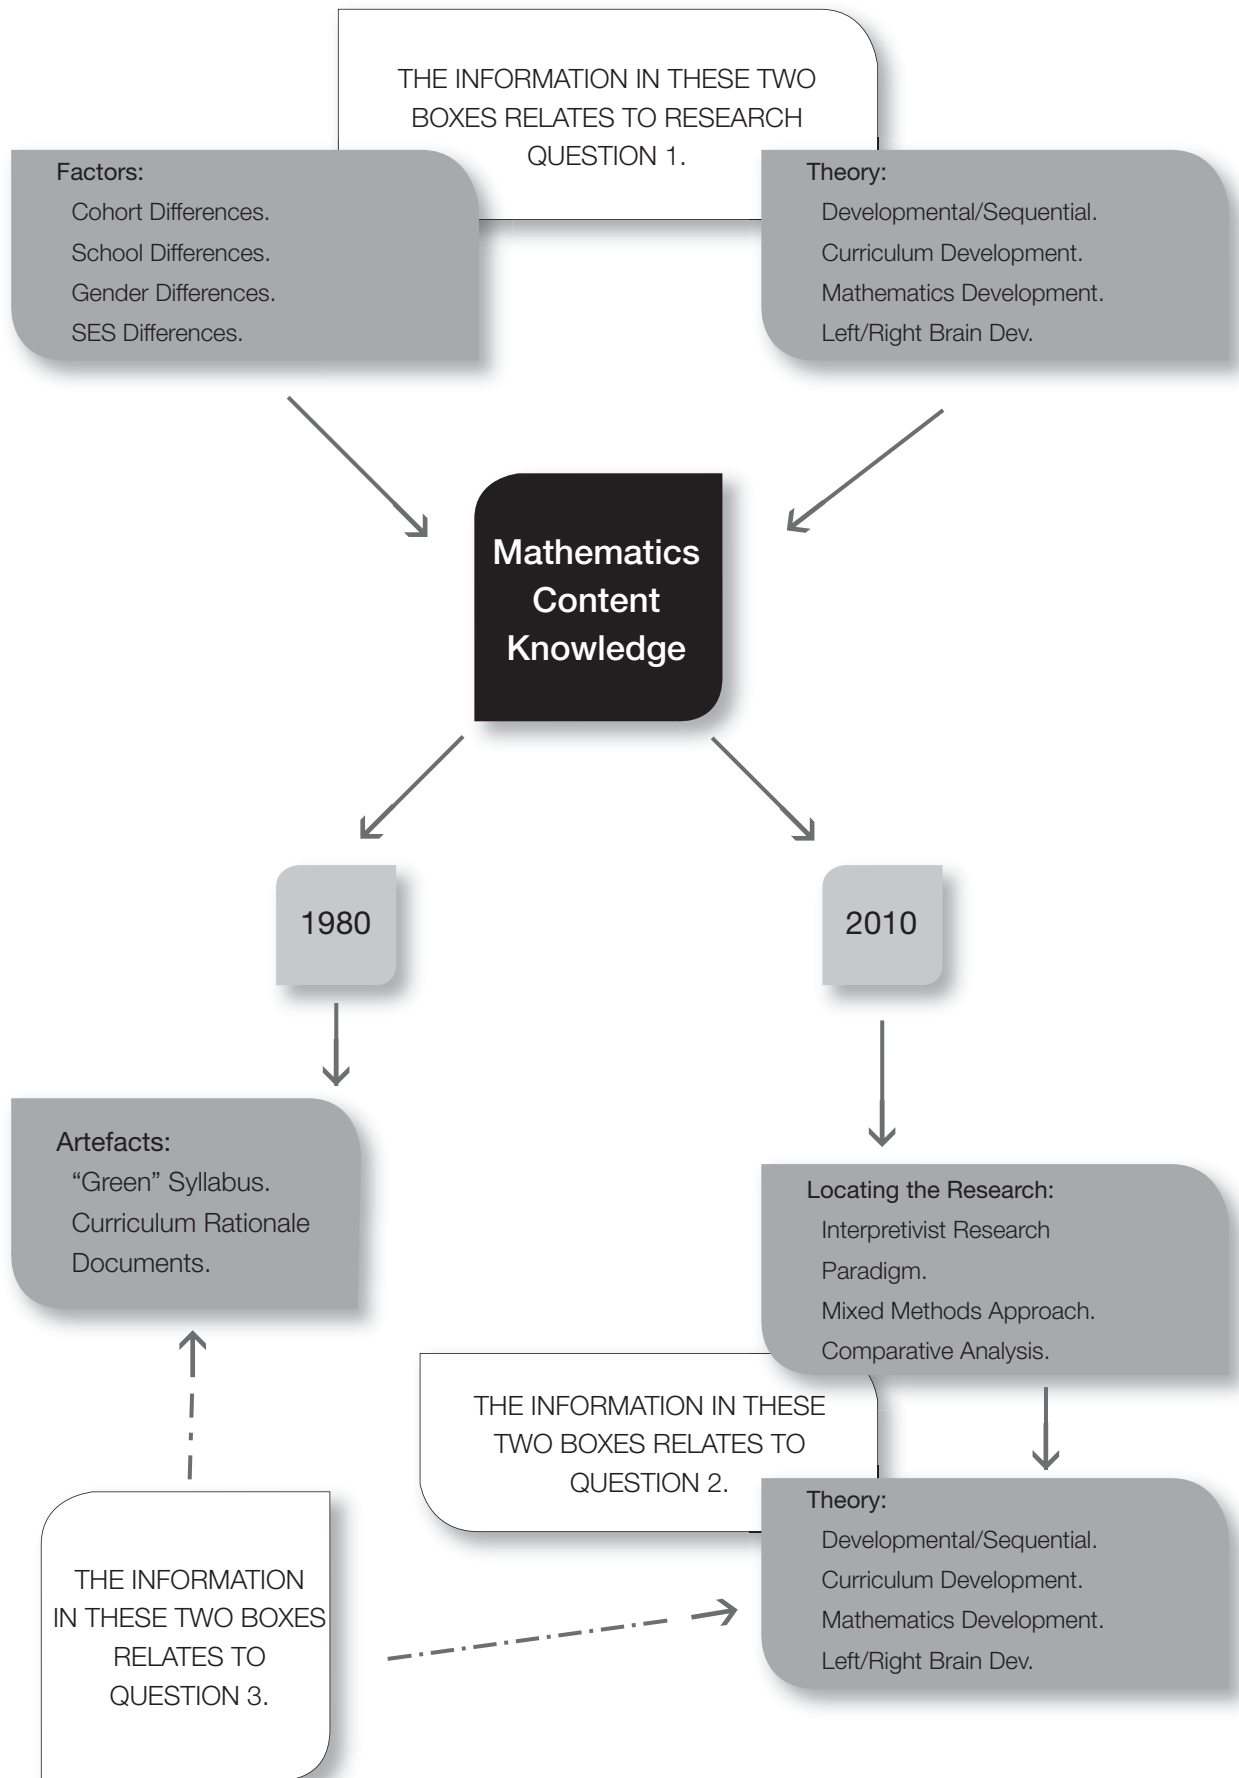 THE INFORMATION IN THESE TWO
BOXES RELATES TO RESEARCH
QUESTION 1.
Factors:
Cohort Differences.
School Differences.
Gender Differences.
SES Differences.
Theory:
Developmental/Sequential.
Curriculum Development.
Mathematics Development.
Left/Right Brain Dev.
Mathematics
Content
Knowledge
1980
2010
Artefacts:
“Green” Syllabus.
Curriculum Rationale
Documents.
Locating the Research:
Interpretivist Research
Paradigm.
Mixed Methods Approach.
Comparative Analysis.
THE INFORMATION IN THESE
TWO BOXES RELATES TO
QUESTION 2.
Theory:
Developmental/Sequential.
Curriculum Development.
Mathematics Development.
Left/Right Brain Dev.
THE INFORMATION
IN THESE TWO BOXES
RELATES TO
QUESTION 3.